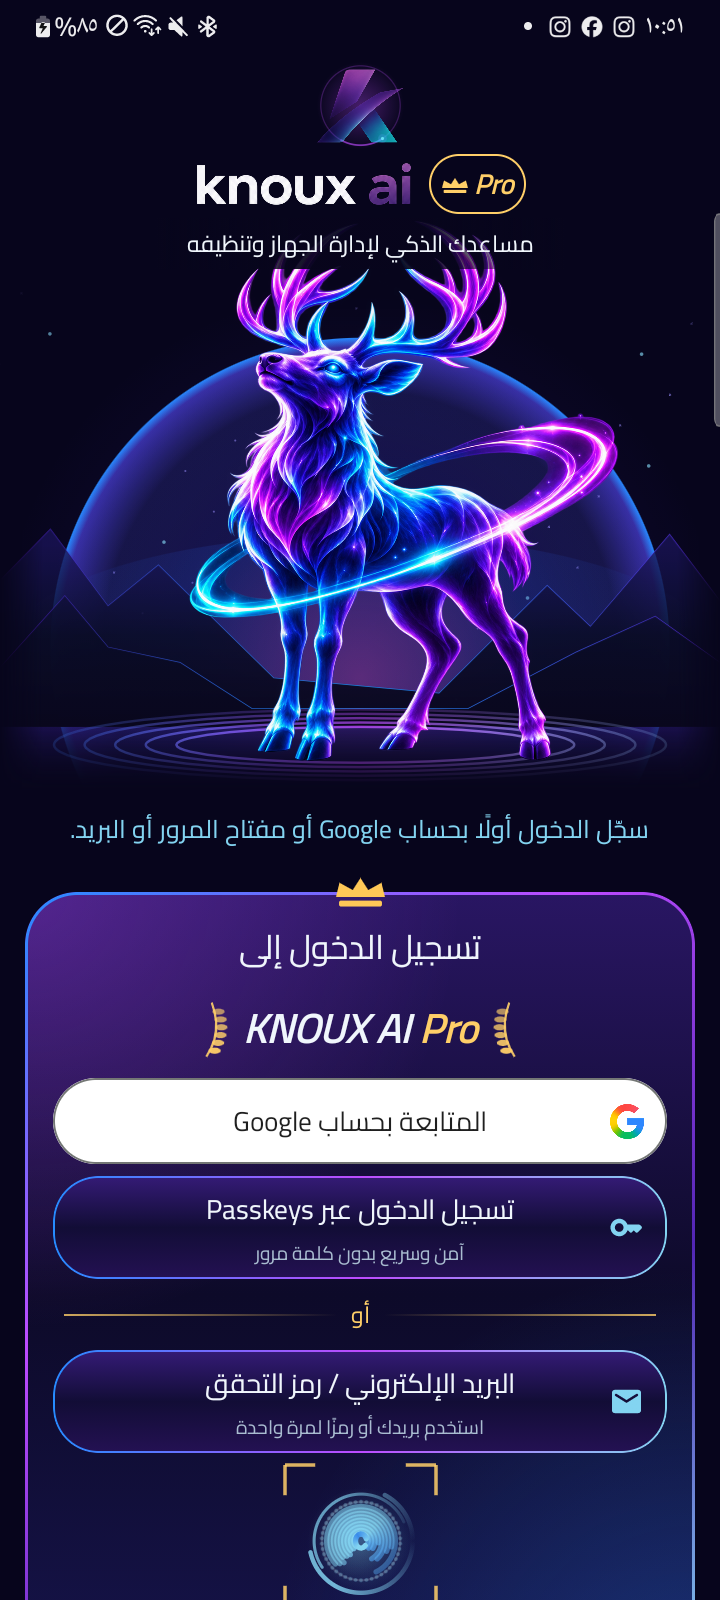 ١٠:٥١
%٨٥
knoux ai Pro
مساعدك الذكي لإدارة الجهاز وتنظيفه
سجّل الدخول أولًا بحساب Google أو مفتاح المرور أو البريد.
تسجيل الدخول إلى
KNOUX AI Pro
المتابعة بحساب Google
تسجيل الدخول عبر Passkeys
آمن وسريع بدون كلمة مرور
أو
البريد الإلكتروني / رمز التحقق
استخدم بريدك أو رمزًا لمرة واحدة